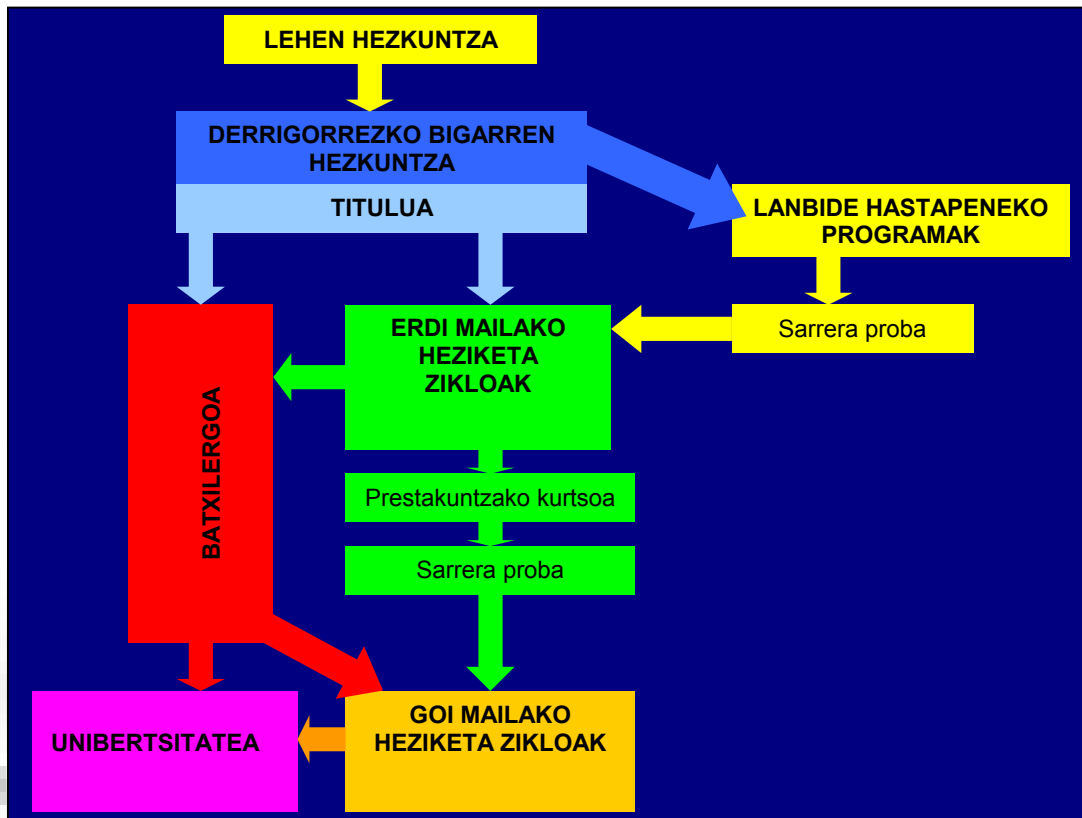 LEHEN HEZKUNTZA
DERRIGORREZKO BIGARREN
HEZKUNTZA
TITULUA
LANBIDE HASTAPENEKO
PROGRAMAK
Sarrera proba
ERDI MAILAKO
HEZIKETA
ZIKLOAK
BATXILERGOA
Prestakuntzako kurtsoa
Sarrera proba
UNIBERTSITATEA
GOI MAILAKO
HEZIKETA ZIKLOAK